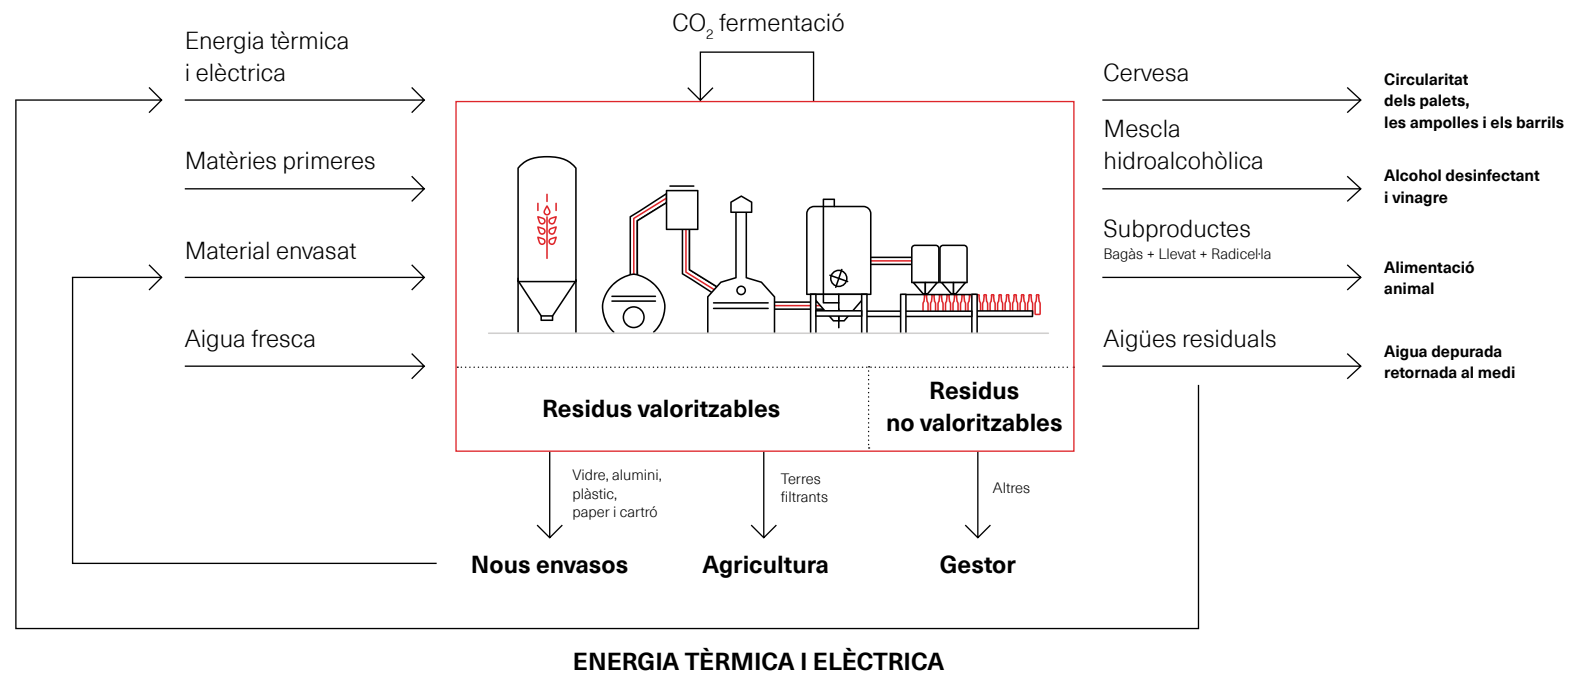 CO₂ fermentació
Energia tèrmica
i elèctrica
Matèries primeres
Material envasat
Aigua fresca
Cervesa
Circularitat
dels palets,
les ampolles i els barrils
Mescla
hidroalcohòlica
Alcohol desinfectant
i vinagre
Subproductes
Bagàs + Llevat + Radicel·la
Alimentació
animal
Aigües residuals
Aigua depurada
retornada al medi
Residus valoritzables
Residus
no valoritzables
Vidre, alumini,
plàstic,
paper i cartró
Terres
filtrants
Altres
Nous envasos
Agricultura
Gestor
ENERGIA TÈRMICA I ELÈCTRICA